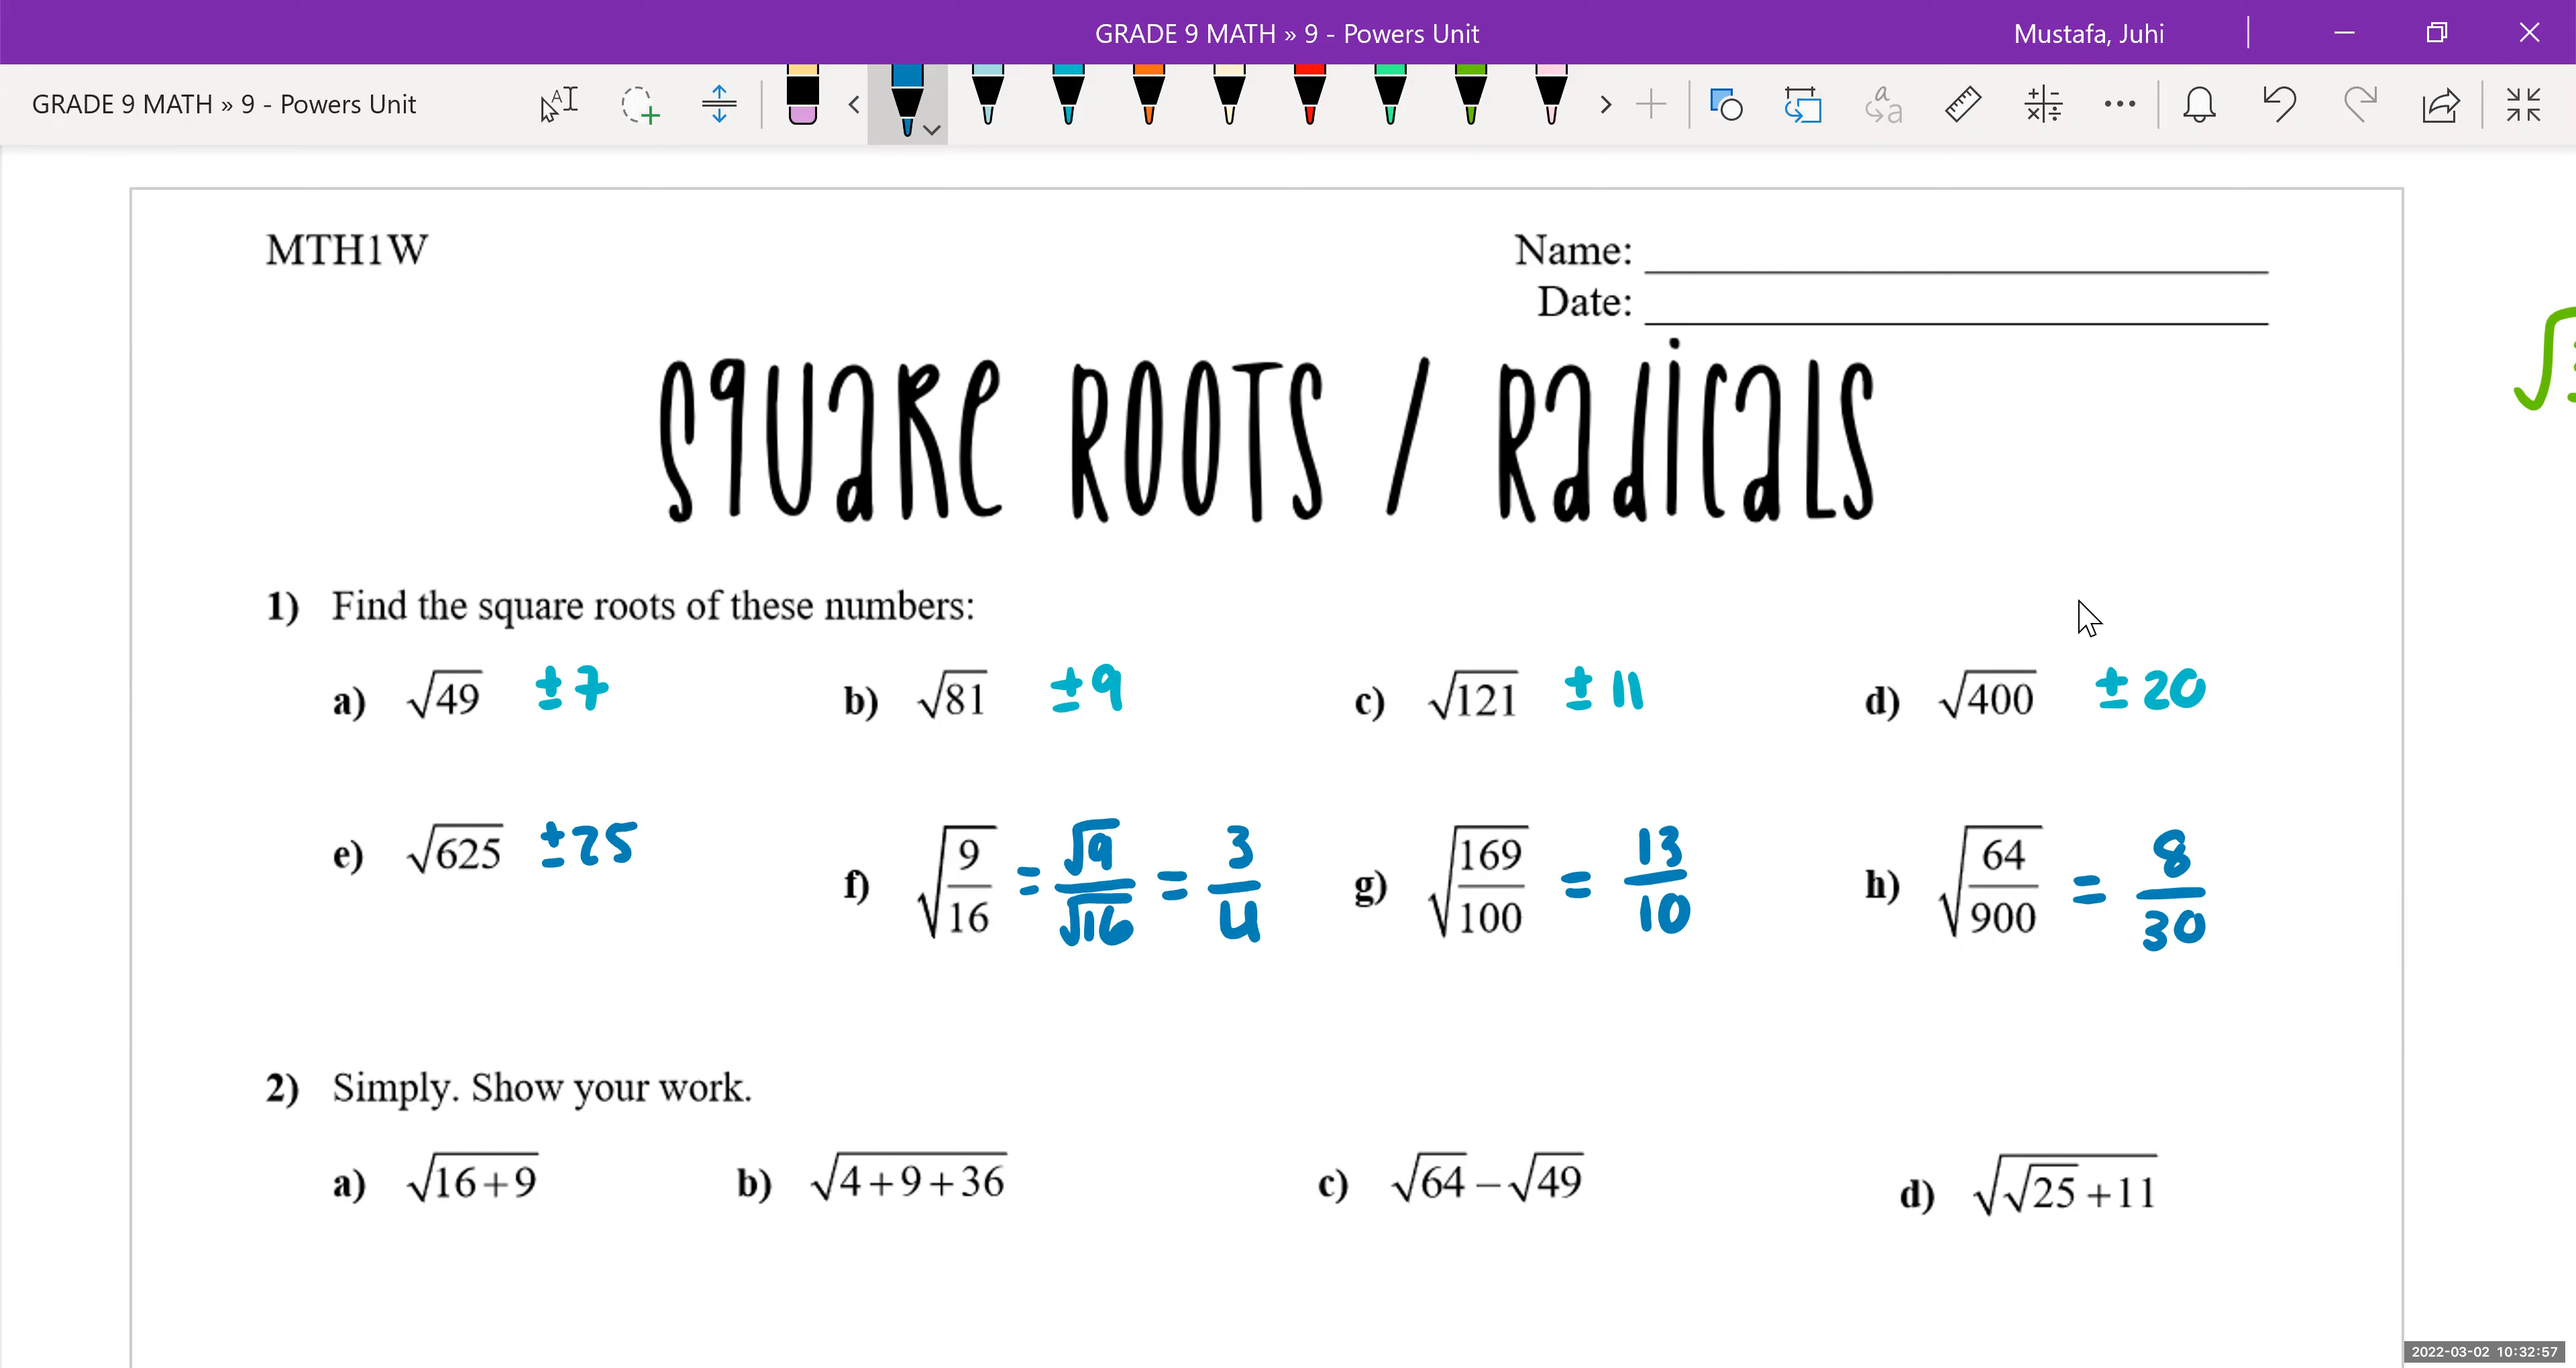 GRADE 9 MATH » 9 - Powers Unit
Mustafa, Juhi
GRADE 9 MATH » 9 - Powers Unit
MTH1W
Name:
Date:
SQUARE ROOTS / RADICALS
1) Find the square roots of these numbers:
a) √49 ±7 b) √81 ±9 c) √121 ±11 d) √400 ±20
e) √625 ±25 f) √(9/16) = √9/√16 = 3/4 g) √(169/100) = 13/10 h) √(64/900) = 8/30
2) Simply. Show your work.
a) √(16+9) b) √(4+9+36) c) √64 − √49 d) √(√25+11)
2022-03-02 10:32:57